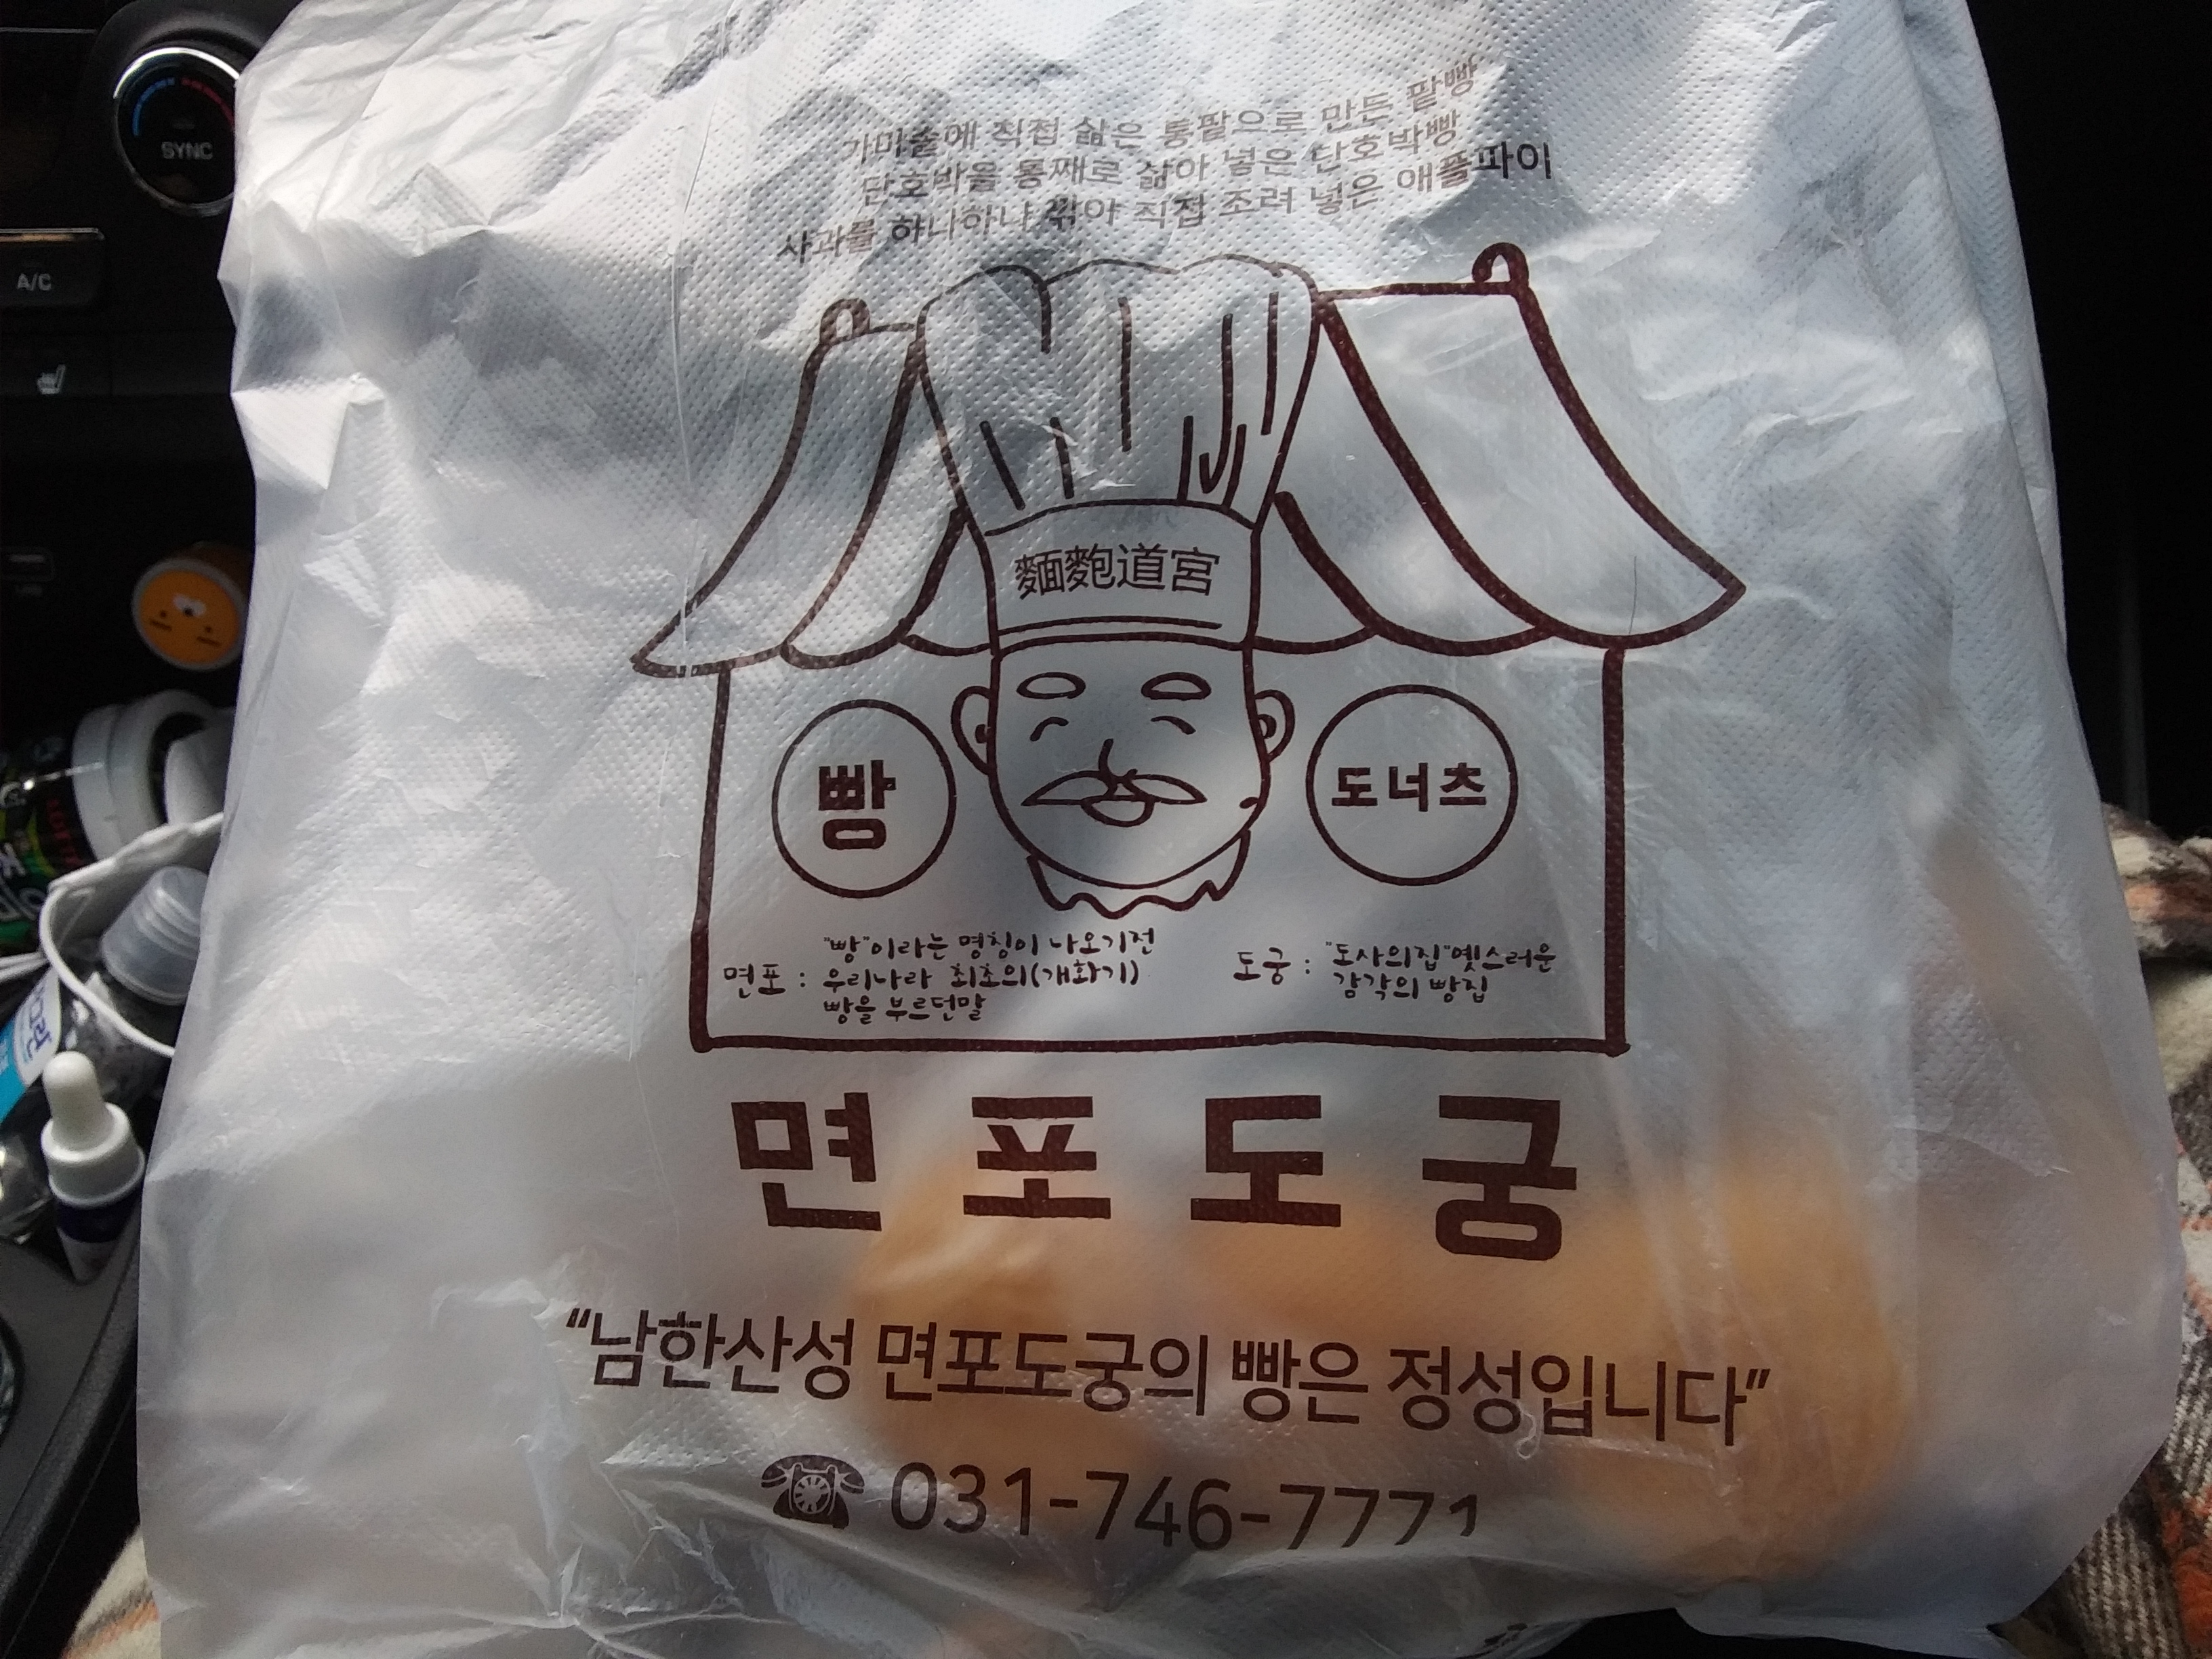 가마솥에 직접 삶은 통팥으로 만든 팥빵
단호박을 통째로 삶아 넣은 단호박빵
사과를 하나하나 깎아 직접 조려 넣은 애플파이
麵麭道宮
빵
도너츠
"빵"이라는 명칭이 나오기전
면포 : 우리나라 최초의(개화기)
빵을 부르던말
도궁 : "도사의집"옛스러운
감각의 빵집
면포도궁
"남한산성 면포도궁의 빵은 정성입니다"
☎ 031-746-7771
SYNC
A/C